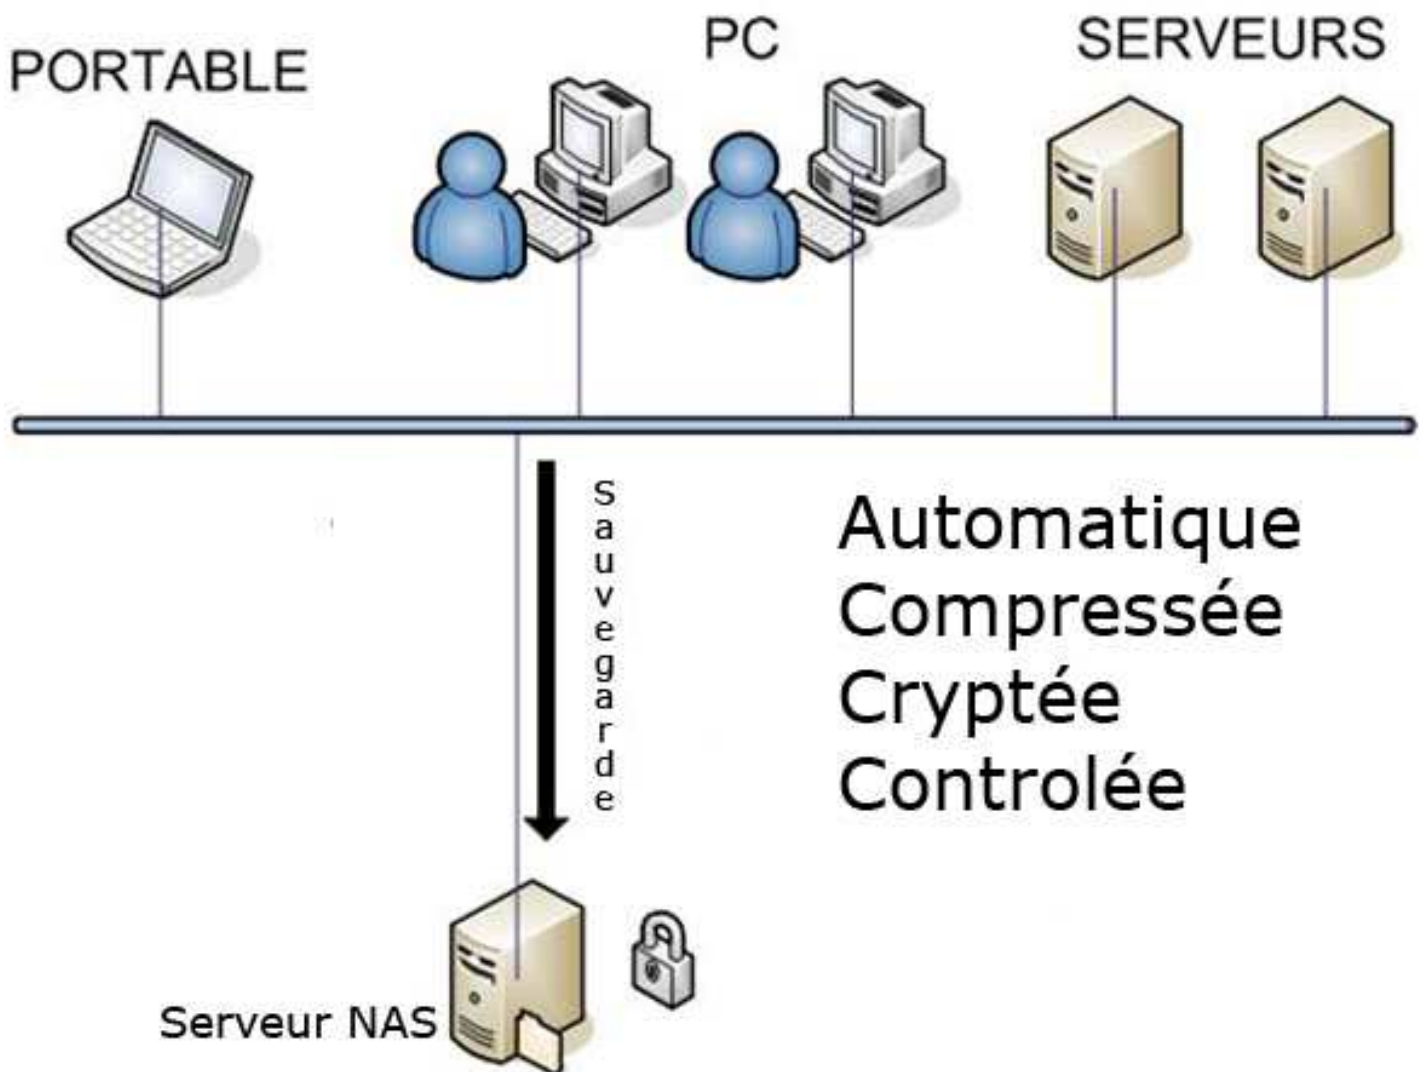 PORTABLE
PC
SERVEURS
Sauvegarde
Automatique
Compressée
Cryptée
Controlée
Serveur NAS